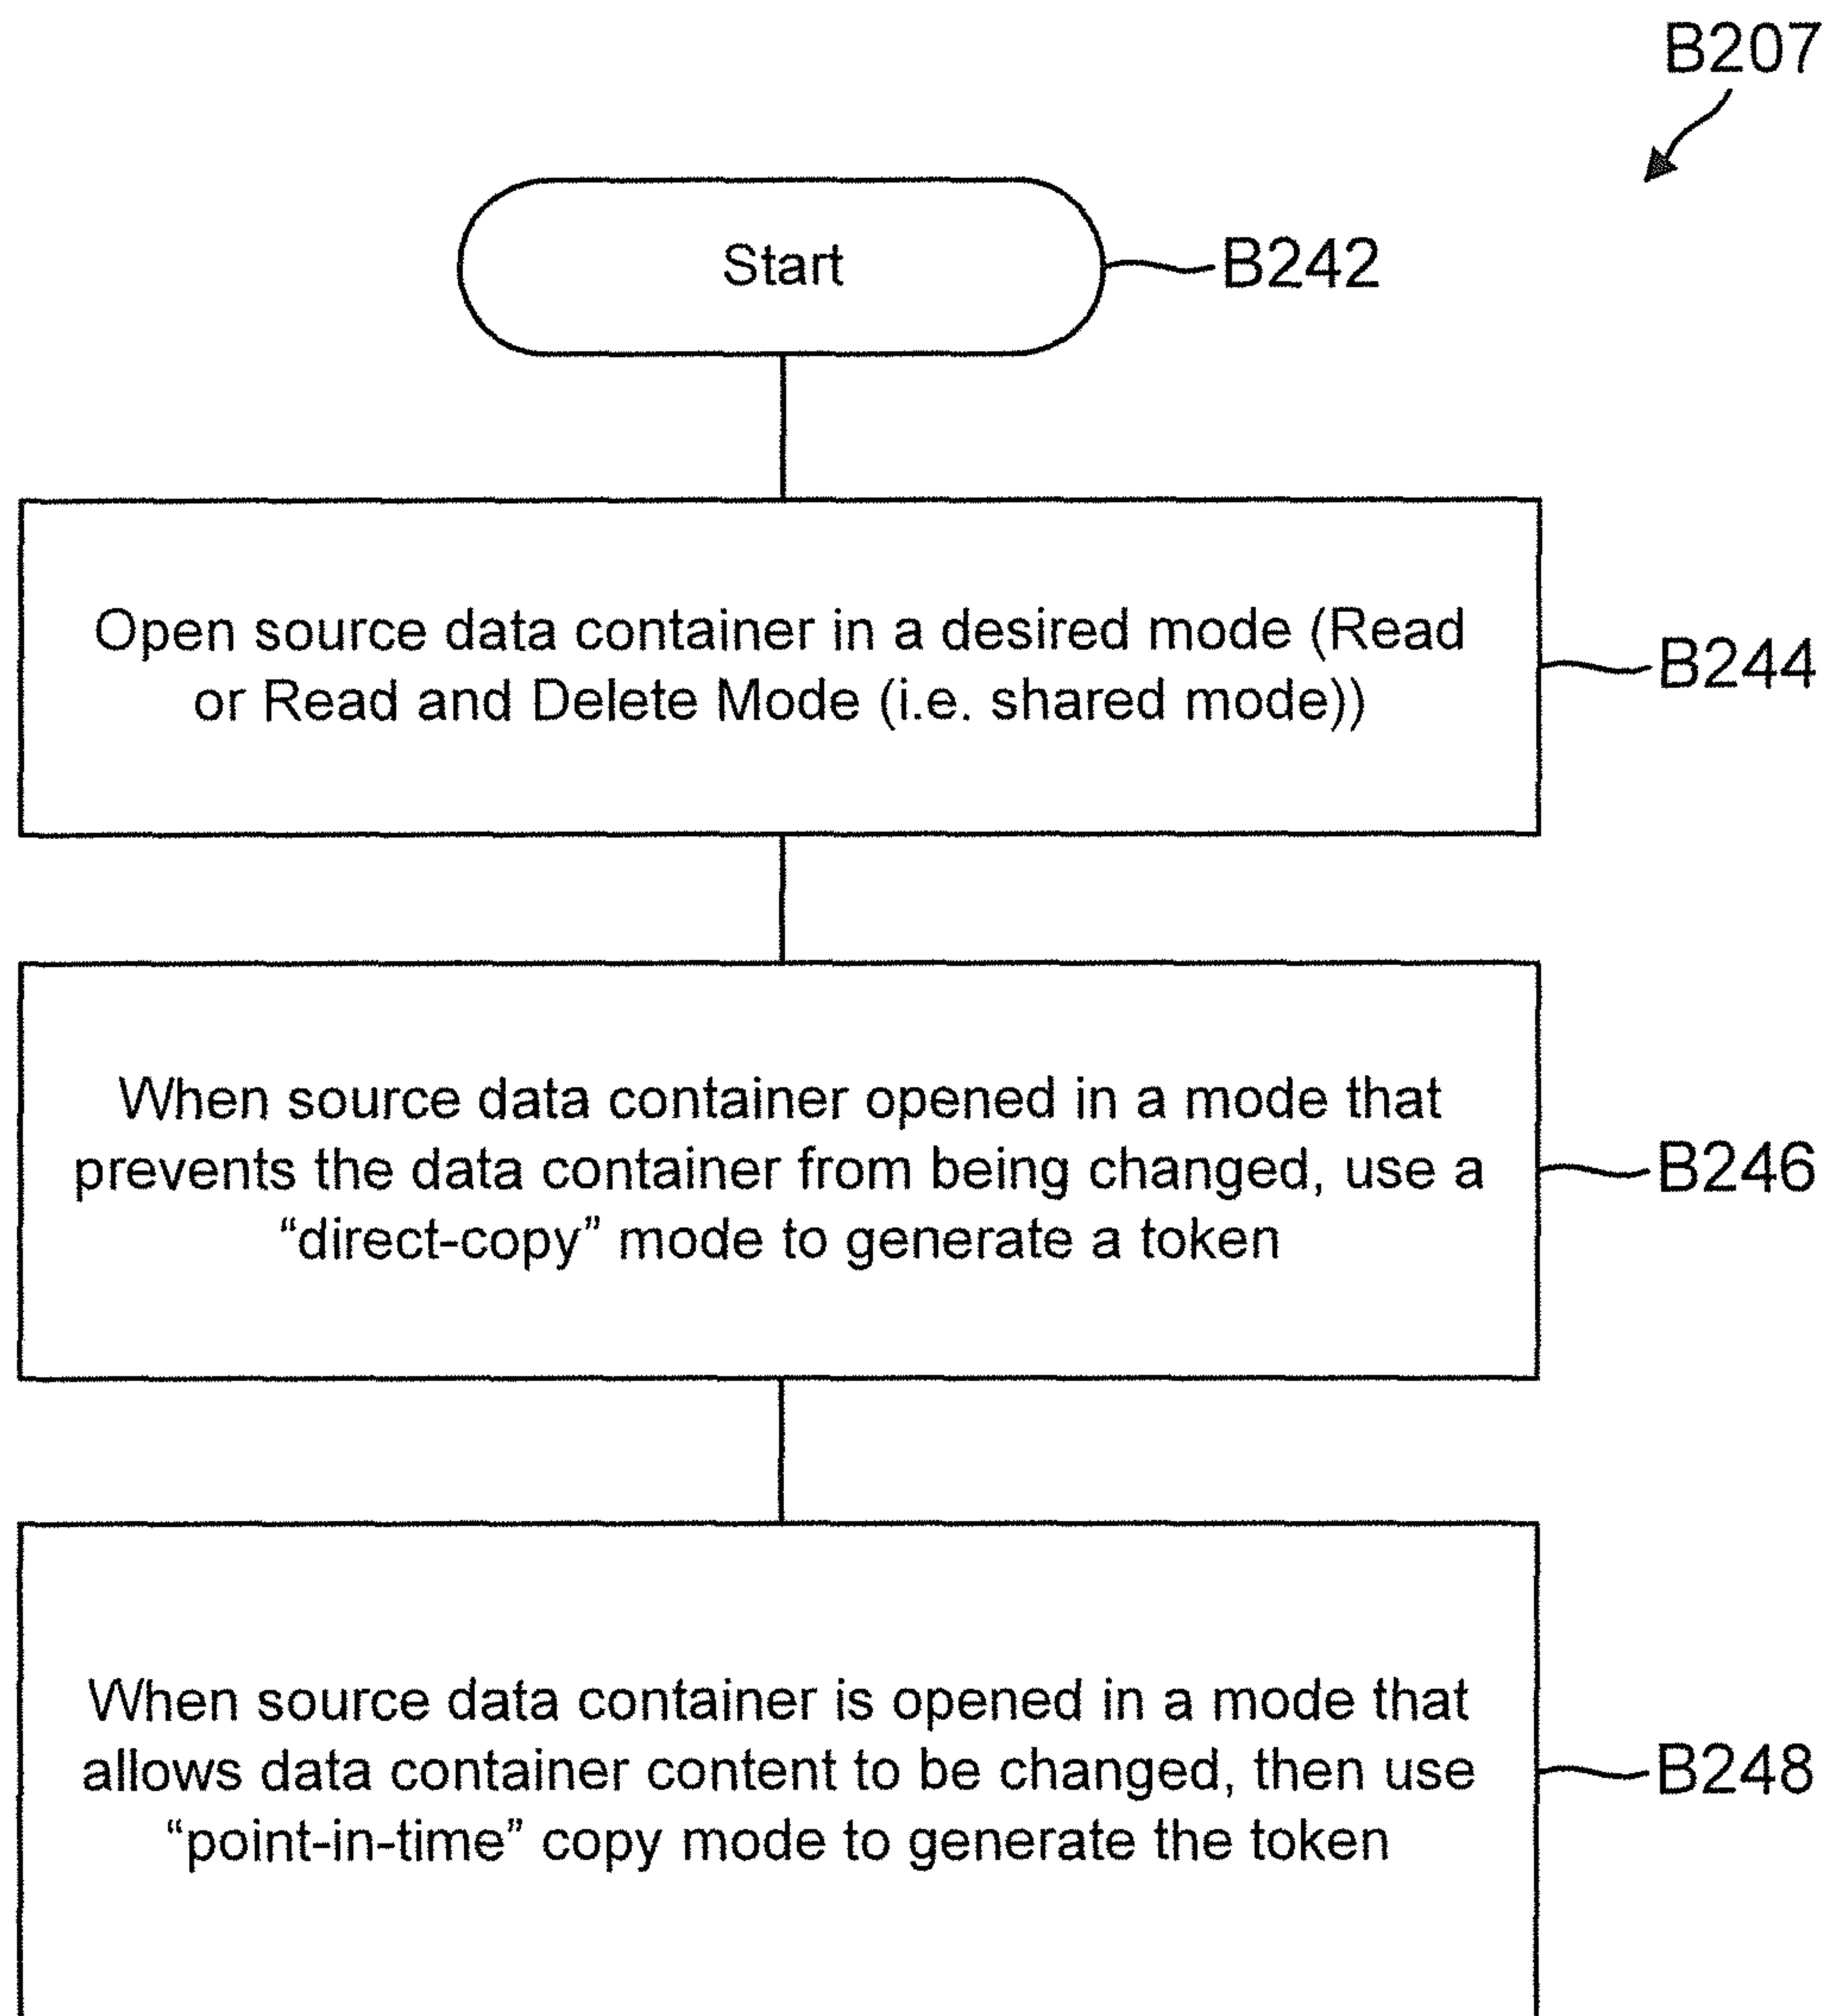 B207
Start
B242
Open source data container in a desired mode (Read
or Read and Delete Mode (i.e. shared mode))
B244
When source data container opened in a mode that
prevents the data container from being changed, use a
“direct-copy” mode to generate a token
B246
When source data container is opened in a mode that
allows data container content to be changed, then use
“point-in-time” copy mode to generate the token
B248